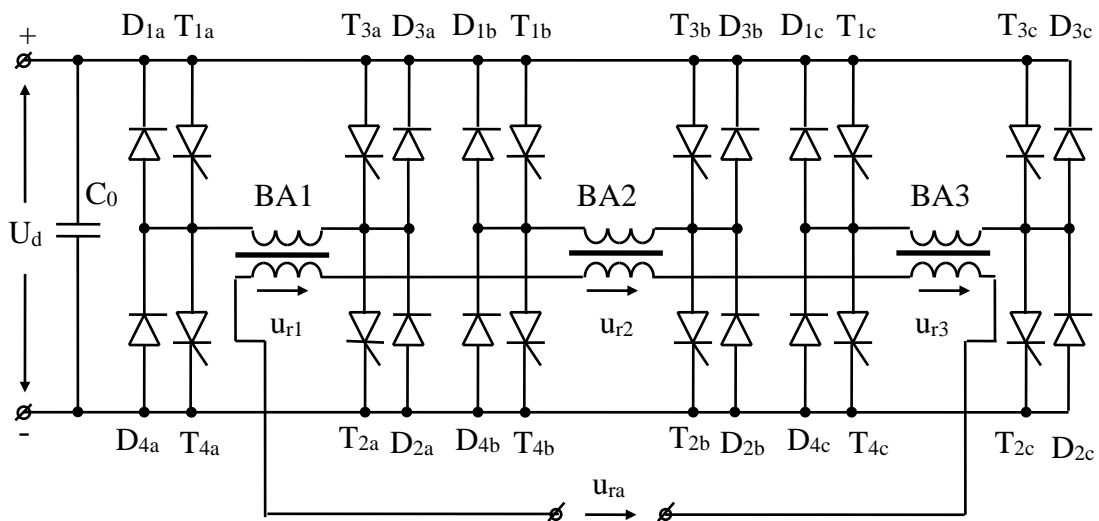 D1a T1a T3a D3a D1b T1b T3b D3b D1c T1c T3c D3c
+
C0 BA1 BA2 BA3
Ud
ur1 ur2 ur3
-
D4a T4a T2a D2a D4b T4b T2b D2b D4c T4c T2c D2c
ura